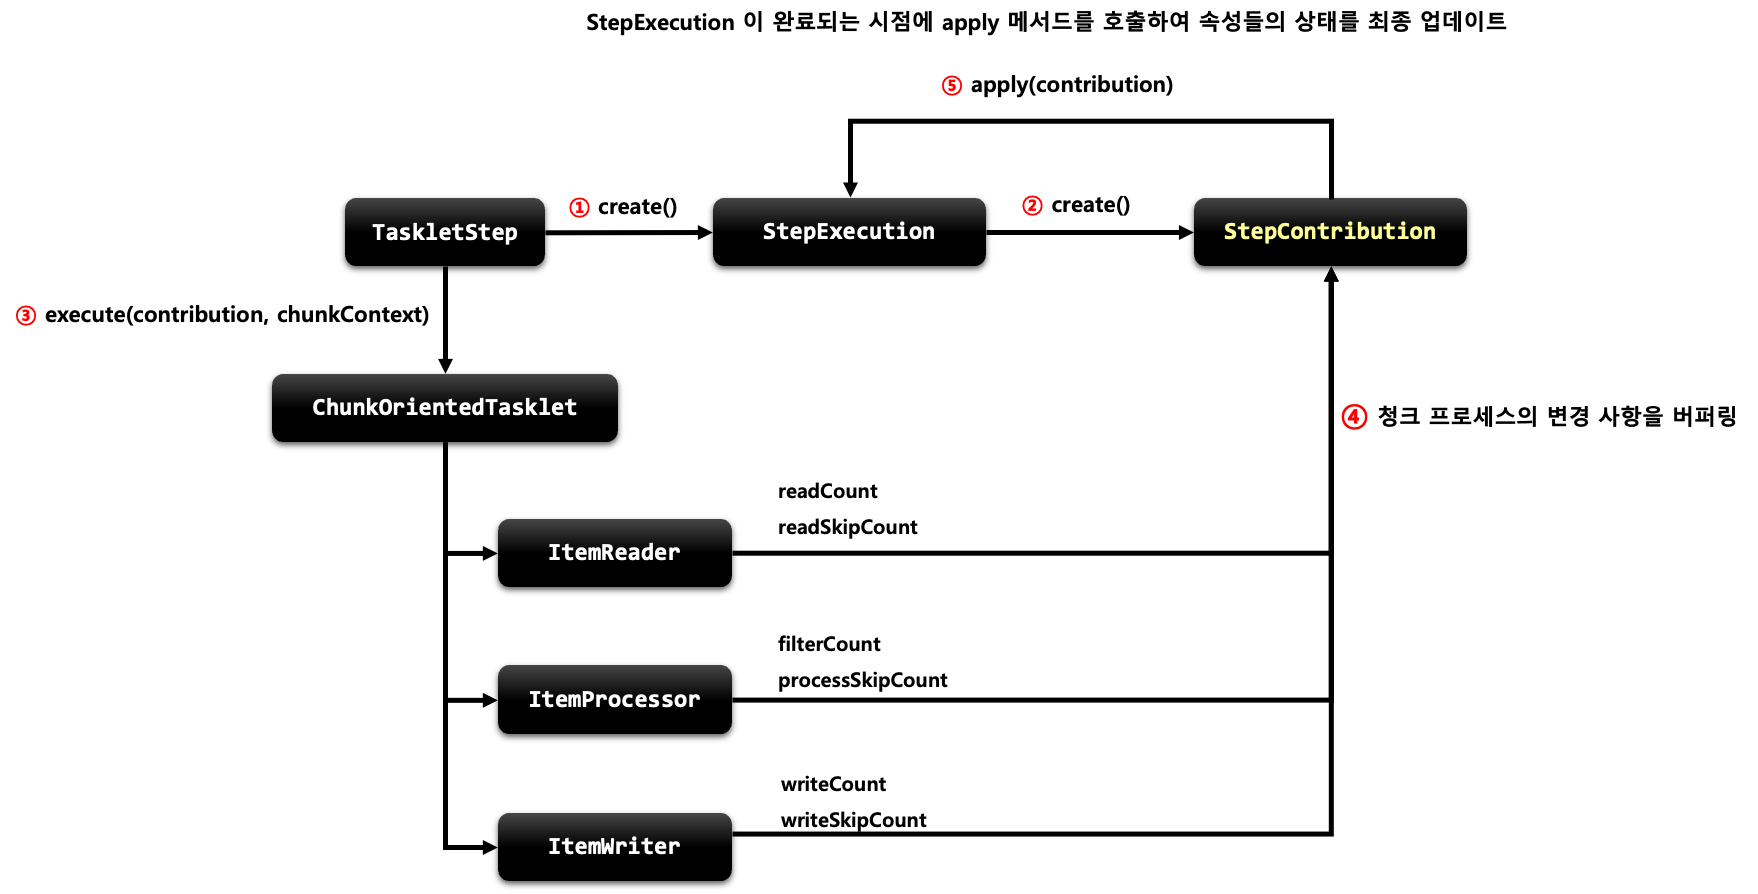 StepExecution 이 완료되는 시점에 apply 메서드를 호출하여 속성들의 상태를 최종 업데이트
⑤ apply(contribution)
① create()
② create()
TaskletStep
StepExecution
StepContribution
③ execute(contribution, chunkContext)
ChunkOrientedTasklet
④ 청크 프로세스의 변경 사항을 버퍼링
readCount
readSkipCount
ItemReader
filterCount
processSkipCount
ItemProcessor
writeCount
writeSkipCount
ItemWriter